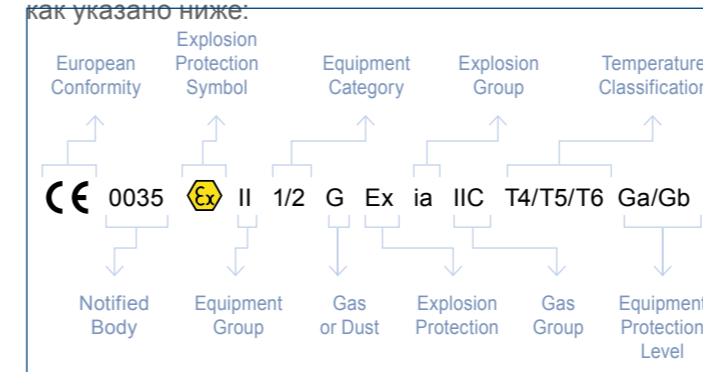 как указано ниже:
Explosion
European Protection Equipment Explosion Temperature
Conformity Symbol Category Group Classification
CE 0035 Ex II 1/2 G Ex ia IIC T4/T5/T6 Ga/Gb
Notified Equipment Gas Explosion Gas Equipment
Body Group or Dust Protection Group Protection
Level